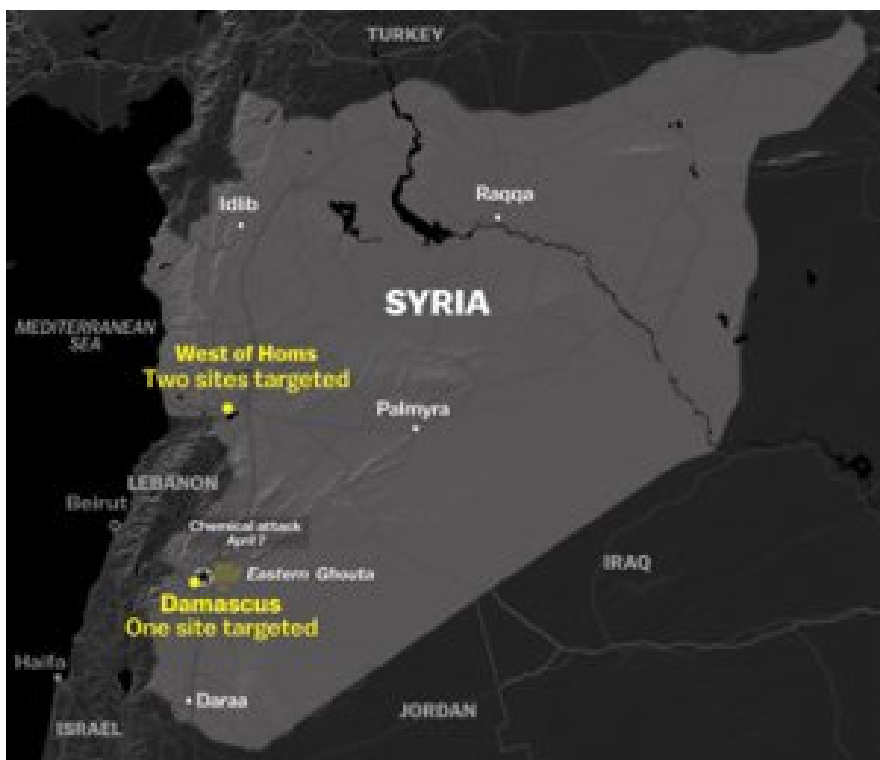 TURKEY
Idlib
Raqqa
SYRIA
MEDITERRANEAN
SEA
West of Homs
Two sites targeted
Palmyra
LEBANON
Beirut
Chemical attack
April 7
Eastern Ghouta
IRAQ
Damascus
One site targeted
Haifa
Daraa
JORDAN
ISRAEL